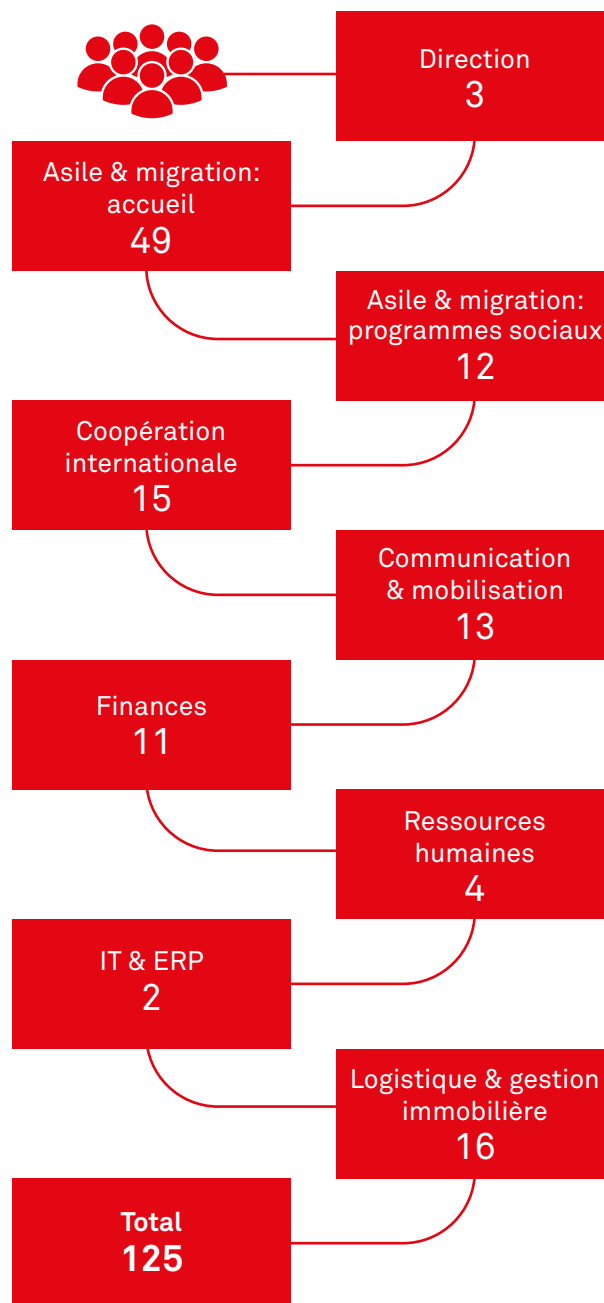 Direction
3
Asile & migration:
accueil
49
Asile & migration:
programmes sociaux
12
Coopération
internationale
15
Communication
& mobilisation
13
Finances
11
Ressources
humaines
4
IT & ERP
2
Logistique & gestion
immobilière
16
Total
125